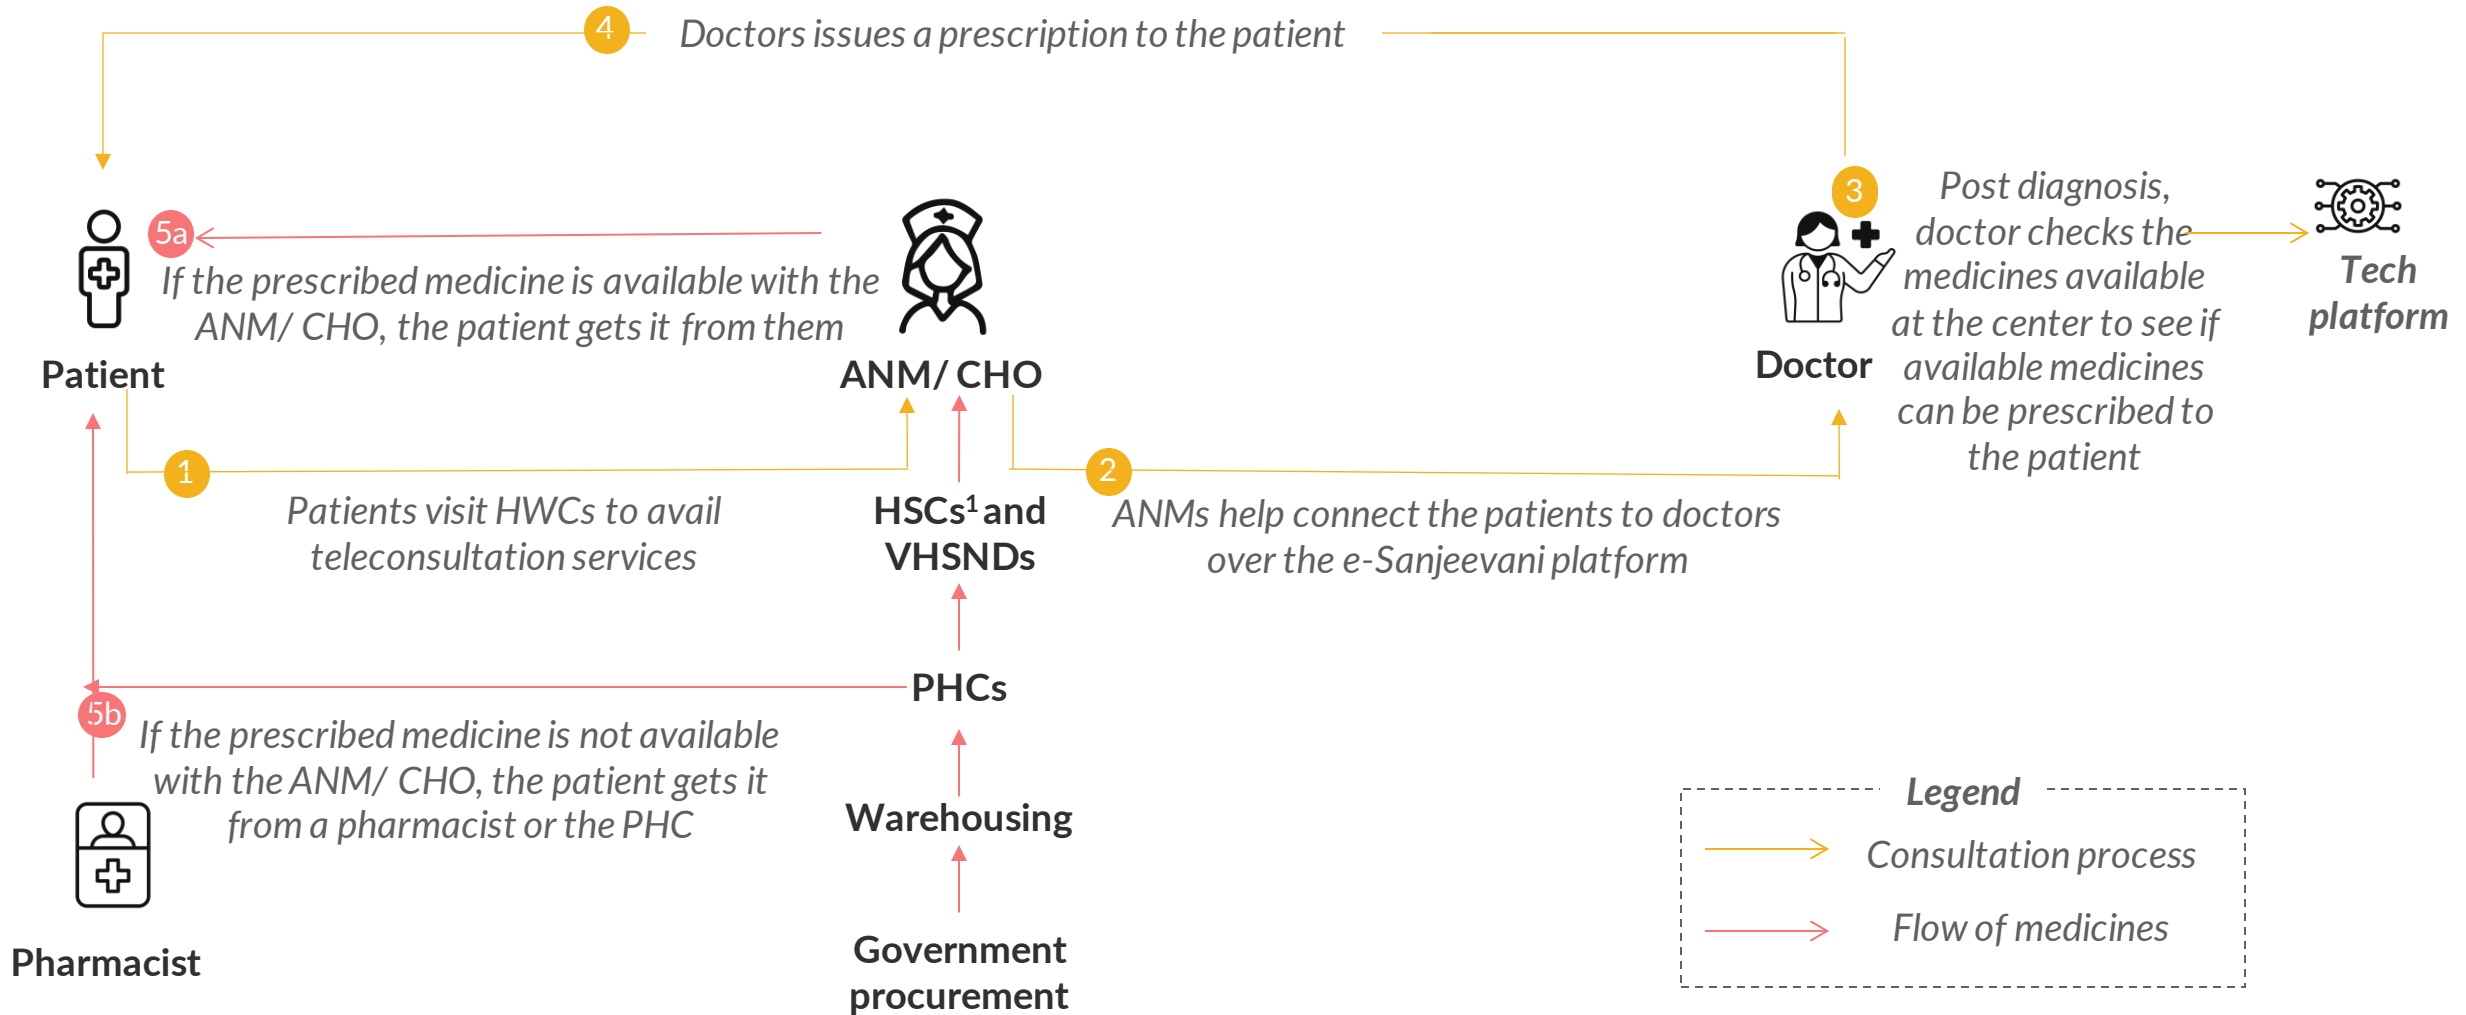 4
Doctors issues a prescription to the patient
3
Post diagnosis,
doctor checks the
medicines available
at the center to see if
available medicines
can be prescribed to
the patient
Tech
platform
5a
If the prescribed medicine is available with the
ANM/ CHO, the patient gets it from them
Patient
ANM/ CHO
Doctor
1
Patients visit HWCs to avail
teleconsultation services
HSCs¹ and
VHSNDs
2
ANMs help connect the patients to doctors
over the e-Sanjeevani platform
PHCs
5b
If the prescribed medicine is not available
with the ANM/ CHO, the patient gets it
from a pharmacist or the PHC
Pharmacist
Warehousing
Government
procurement
Legend
Consultation process
Flow of medicines